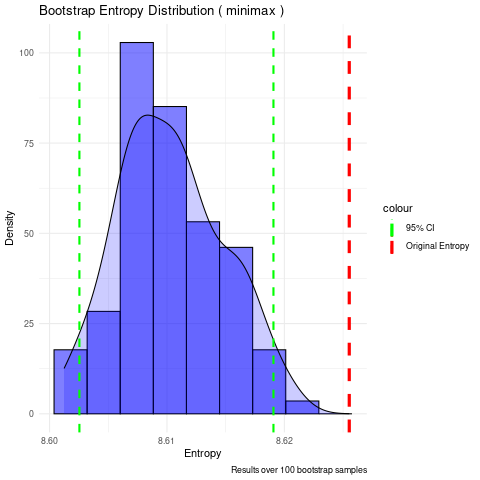 Bootstrap Entropy Distribution ( minimax )
100
75
50
25
0
Density
8.60
8.61
8.62
Entropy
colour
95% CI
Original Entropy
Results over 100 bootstrap samples